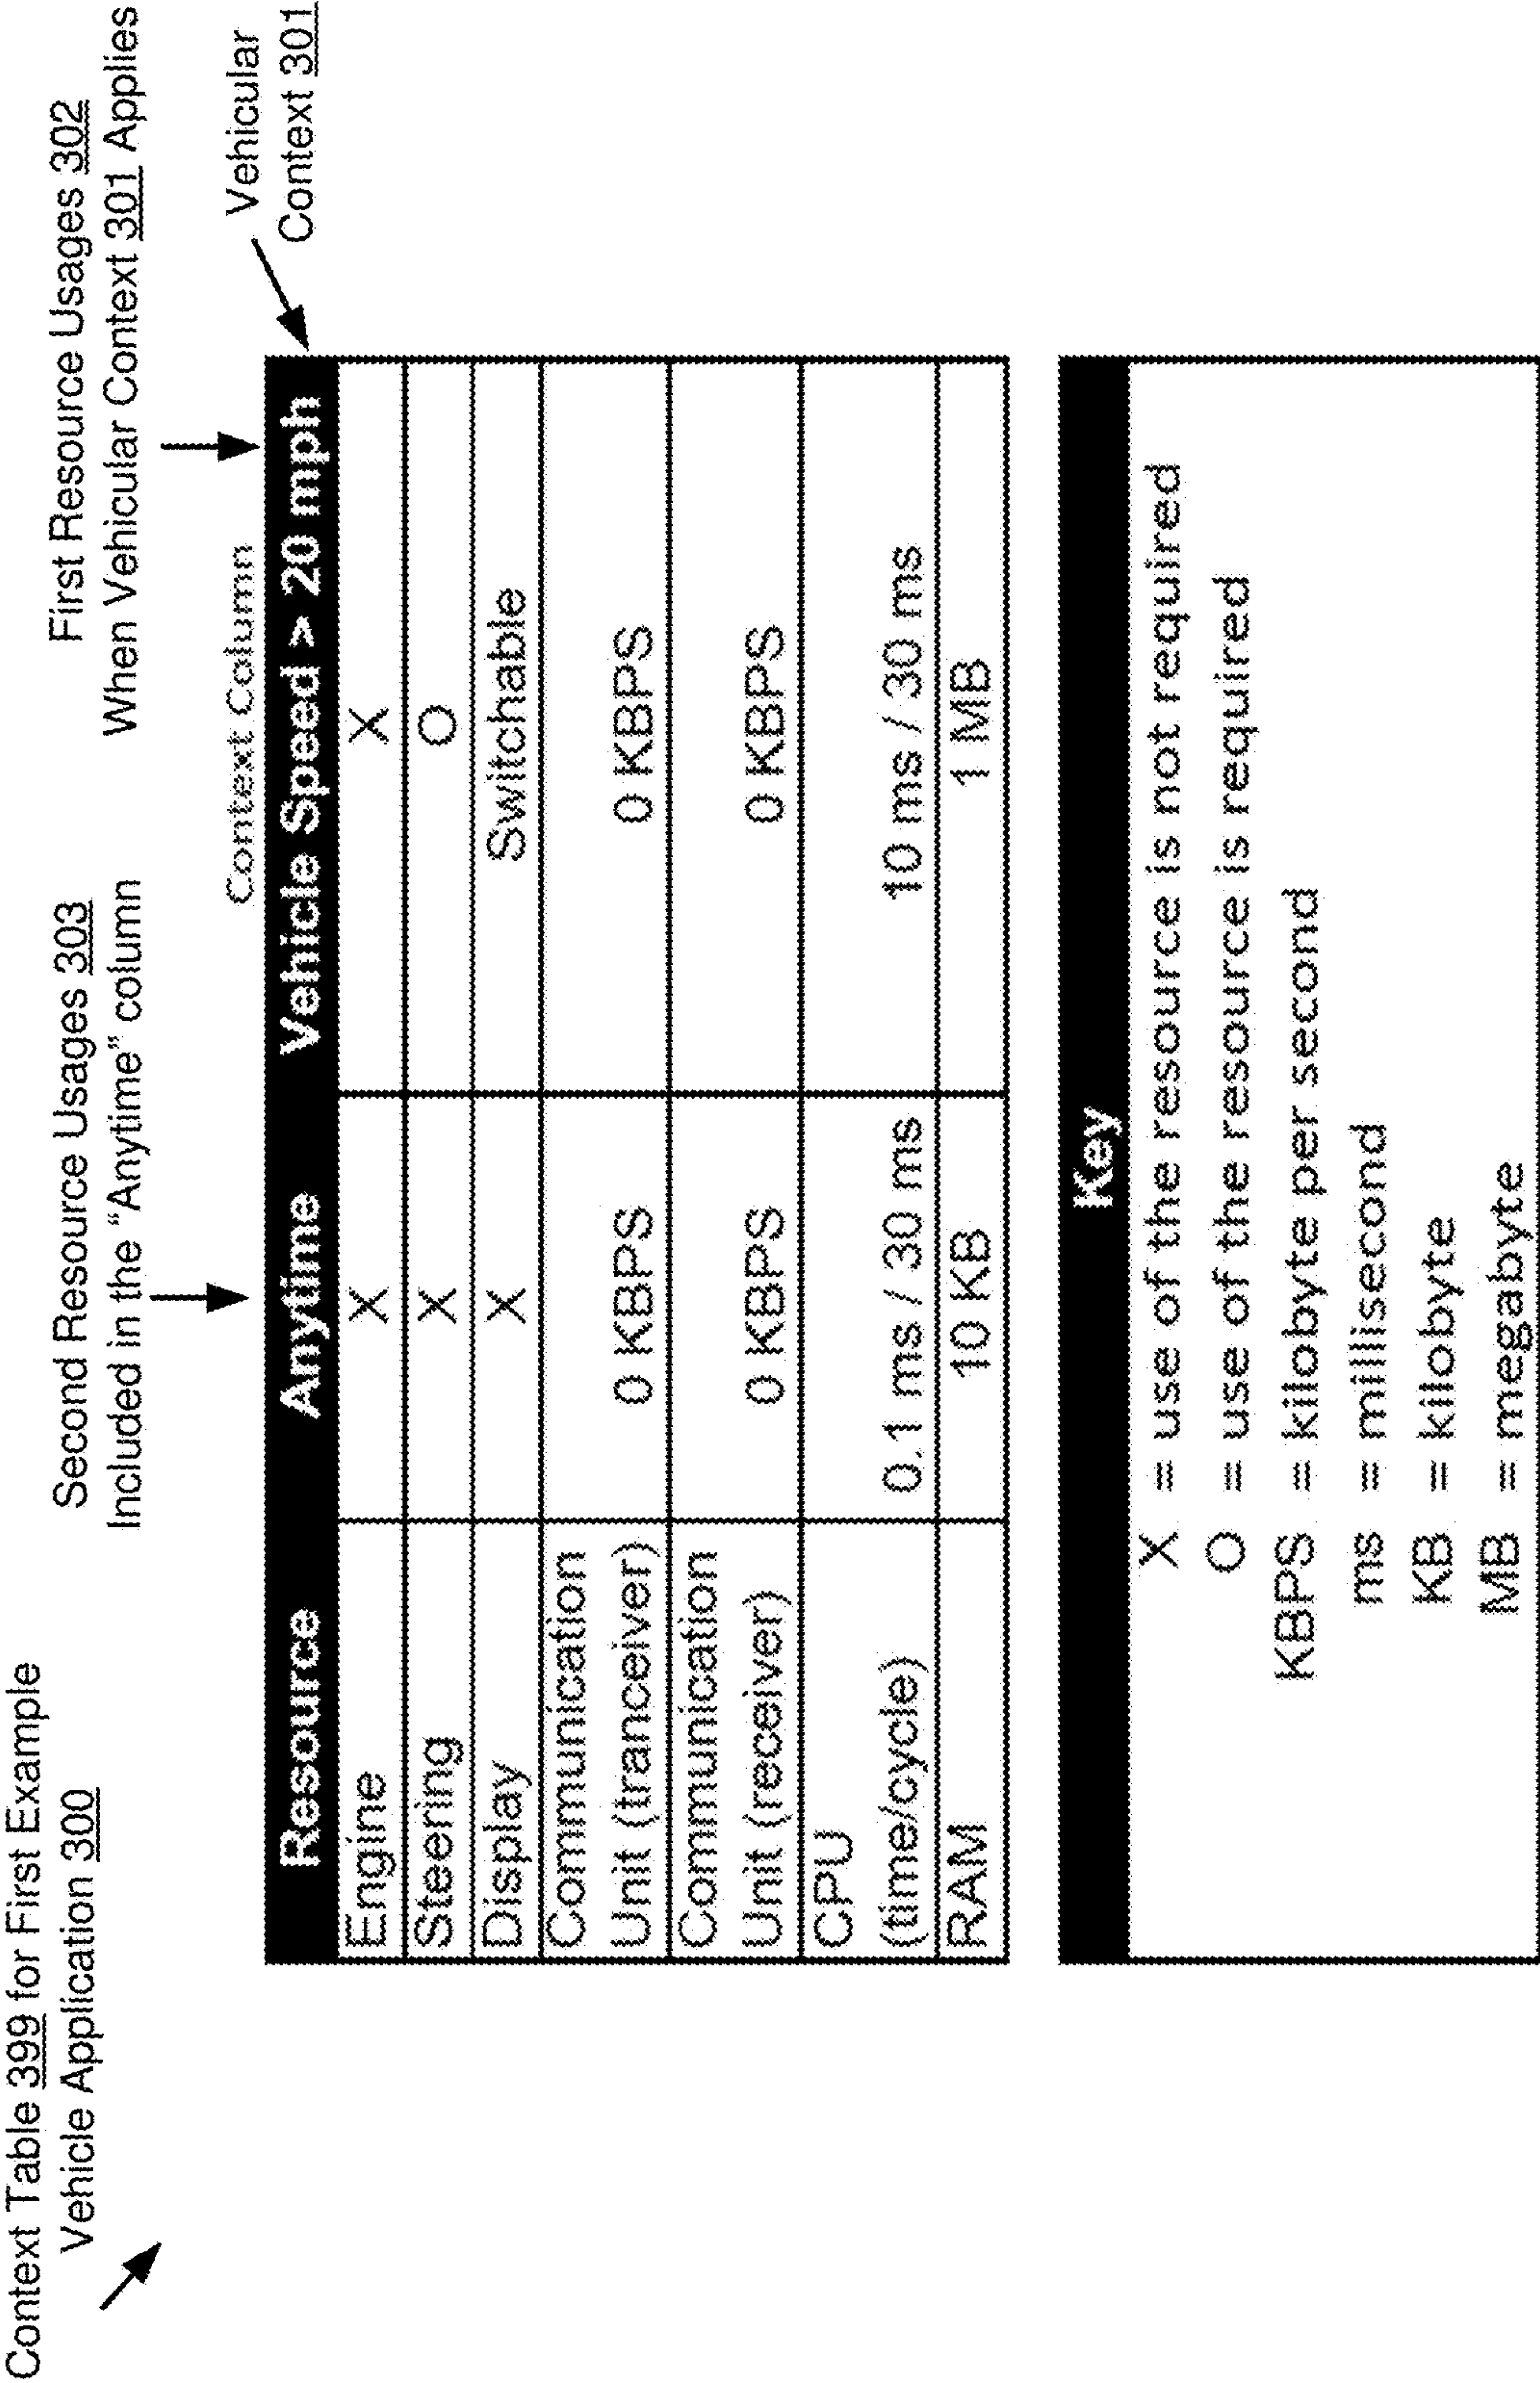 Context Table 399 for First Example
Vehicle Application 300
Second Resource Usages 303
Included in the “Anytime” column
First Resource Usages 302
When Vehicular Context 301 Applies
Context Column
Vehicular
Context 301
Resource Anytime Vehicle Speed > 20 mph
Engine X X
Steering X O
Display X Switchable
Communication
Unit (tranceiver) 0 KBPS 0 KBPS
Communication
Unit (receiver) 0 KBPS 0 KBPS
CPU
(time/cycle) 0.1 ms / 30 ms 10 ms / 30 ms
RAM 10 KB 1 MB
Key
X = use of the resource is not required
O = use of the resource is required
KBPS = kilobyte per second
ms = millisecond
KB = kilobyte
MB = megabyte